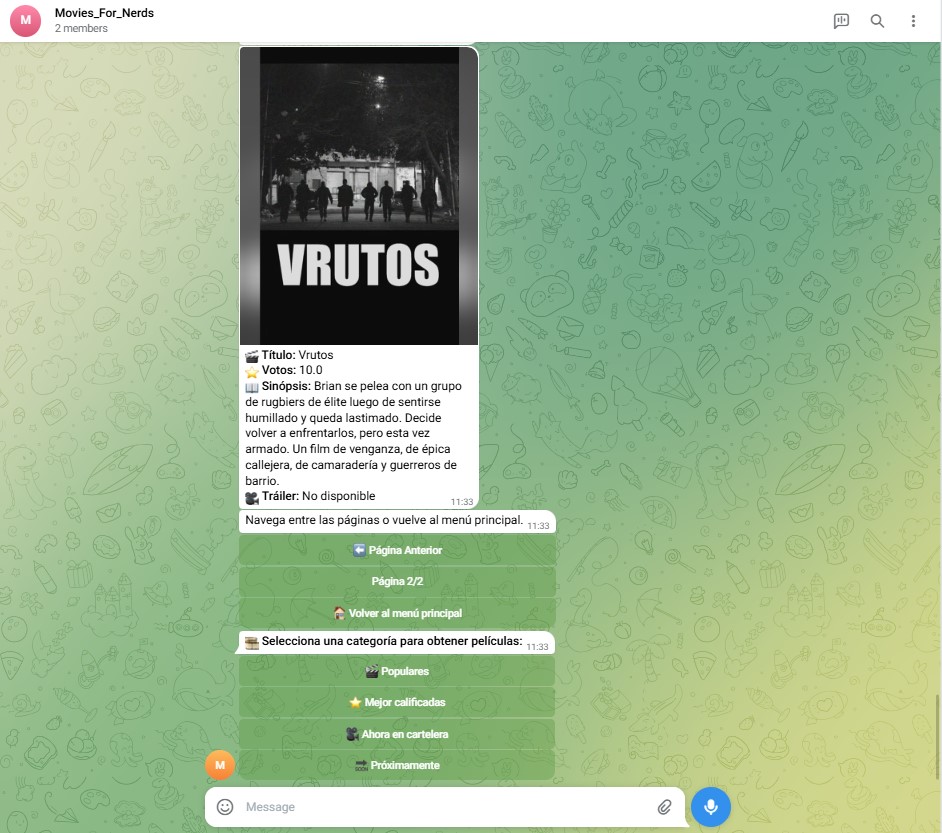 M
Movies_For_Nerds
2 members
VRUTOS
Título: Vrutos
Votos: 10.0
Sinópsis: Brian se pelea con un grupo
de rugbiers de élite luego de sentirse
humillado y queda lastimado. Decide
volver a enfrentarlos, pero esta vez
armado. Un film de venganza, de épica
callejera, de camaradería y guerreros de
barrio.
Tráiler: No disponible
11:33
Navega entre las páginas o vuelve al menú principal. 11:33
Página Anterior
Página 2/2
Volver al menú principal
Selecciona una categoría para obtener películas: 11:33
Populares
Mejor calificadas
Ahora en cartelera
SOON Próximamente
M
Message